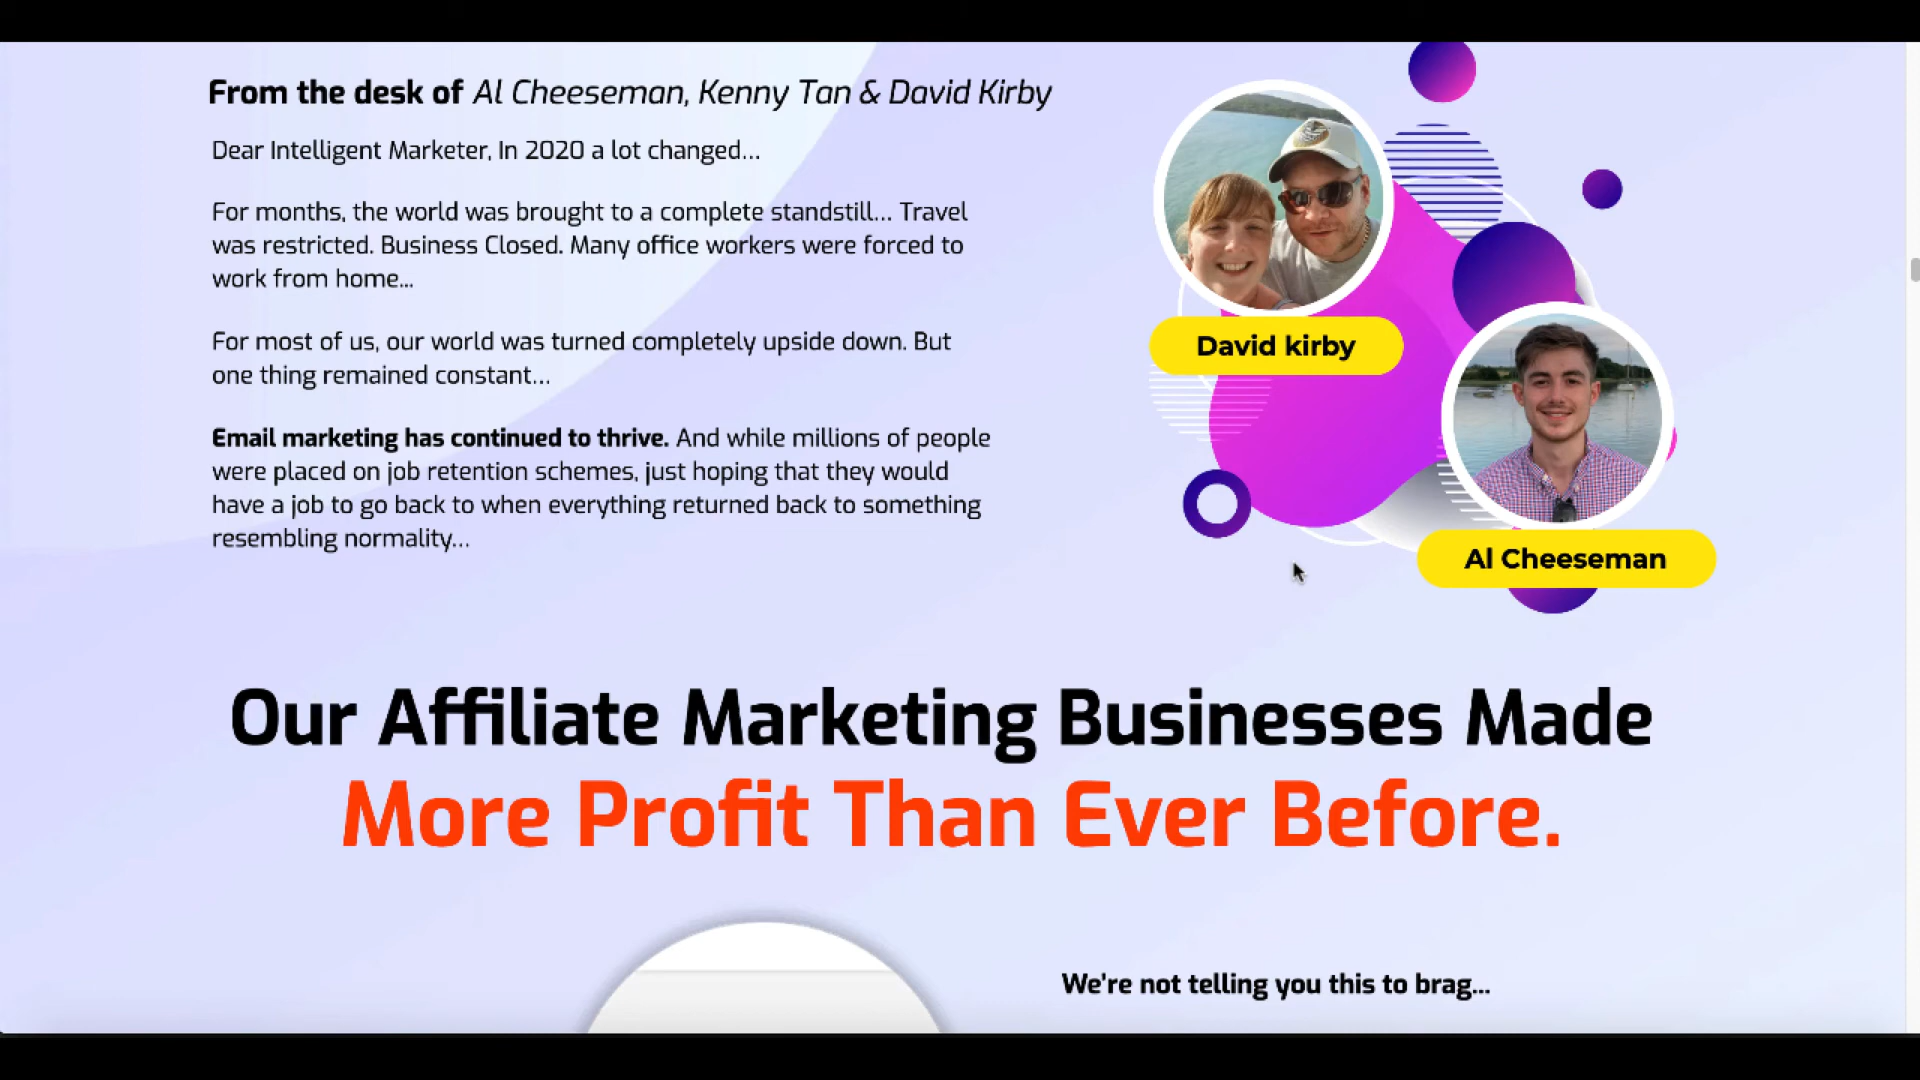 From the desk of Al Cheeseman, Kenny Tan & David Kirby
Dear Intelligent Marketer, In 2020 a lot changed...
For months, the world was brought to a complete standstill... Travel
was restricted. Business Closed. Many office workers were forced to
work from home...
For most of us, our world was turned completely upside down. But
one thing remained constant...
Email marketing has continued to thrive. And while millions of people
were placed on job retention schemes, just hoping that they would
have a job to go back to when everything returned back to something
resembling normality...
David kirby
Al Cheeseman
Our Affiliate Marketing Businesses Made
More Profit Than Ever Before.
We're not telling you this to brag...